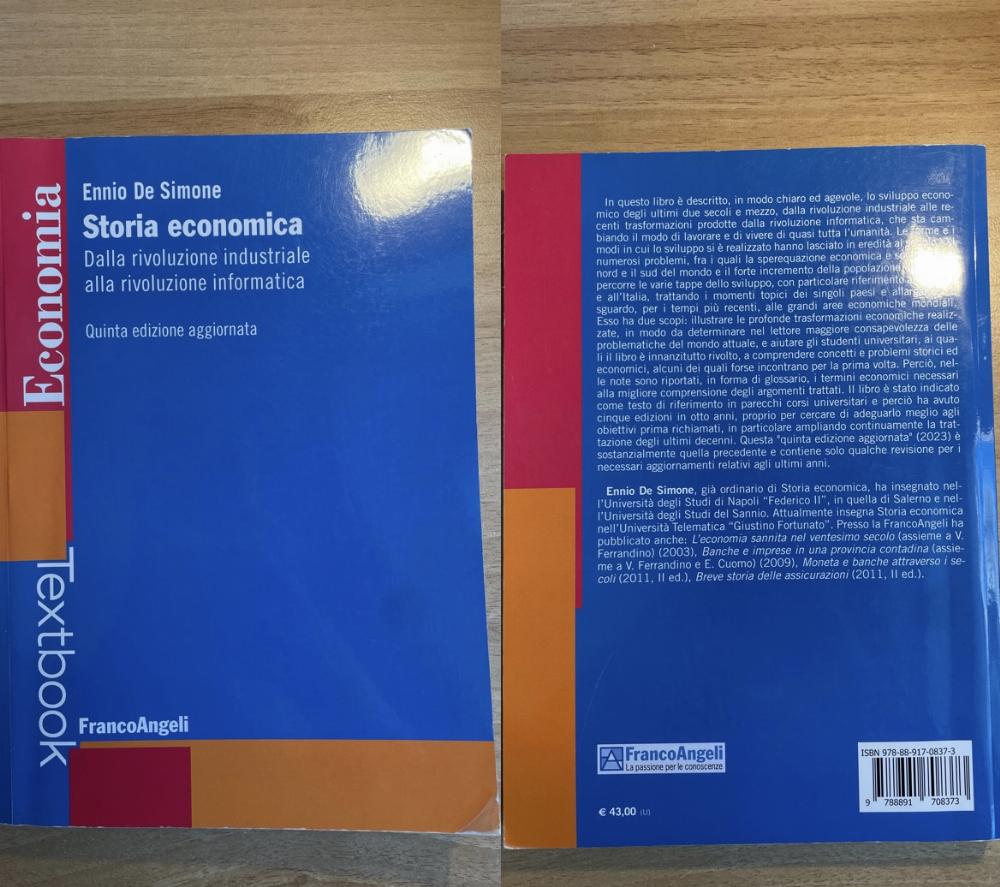 Economia
Textbook
Ennio De Simone
Storia economica
Dalla rivoluzione industriale
alla rivoluzione informatica
Quinta edizione aggiornata
FrancoAngeli
In questo libro è descritto, in modo chiaro ed agevole, lo sviluppo econo-
mico degli ultimi due secoli e mezzo, dalla rivoluzione industriale alle re-
centi trasformazioni prodotte dalla rivoluzione informatica, che sta cam-
biando il modo di lavorare e di vivere di quasi tutta l'umanità. Le forme e i
modi in cui lo sviluppo si è realizzato hanno lasciato in eredità al
numerosi problemi, fra i quali la sperequazione economica e
nord e il sud del mondo e il forte incremento della popolazione.
percorre le varie tappe dello sviluppo, con particolare riferimento
e all'Italia, trattando i momenti topici dei singoli paesi e
sguardo, per i tempi più recenti, alle grandi aree economiche mondiali.
Esso ha due scopi: illustrare le profonde trasformazioni economiche realiz-
zate, in modo da determinare nel lettore maggiore consapevolezza delle
problematiche del mondo attuale, e aiutare gli studenti universitari, ai qua-
li il libro è innanzitutto rivolto, a comprendere concetti e problemi storici ed
economici, alcuni dei quali forse incontrano per la prima volta. Perciò, nel-
le note sono riportati, in forma di glossario, i termini economici necessari
alla migliore comprensione degli argomenti trattati. Il libro è stato indicato
come testo di riferimento in parecchi corsi universitari e perciò ha avuto
cinque edizioni in otto anni, proprio per cercare di adeguarlo meglio agli
obiettivi prima richiamati, in particolare ampliando continuamente la trat-
tazione degli ultimi decenni. Questa "quinta edizione aggiornata" (2023) è
sostanzialmente quella precedente e contiene solo qualche revisione per i
necessari aggiornamenti relativi agli ultimi anni.
Ennio De Simone, già ordinario di Storia economica, ha insegnato nel-
l'Università degli Studi di Napoli "Federico II", in quella di Salerno e nel-
l'Università degli Studi del Sannio. Attualmente insegna Storia economica
nell'Università Telematica "Giustino Fortunato". Presso la FrancoAngeli ha
pubblicato anche: L'economia sannita nel ventesimo secolo (assieme a V.
Ferrandino) (2003), Banche e imprese in una provincia contadina (assie-
me a V. Ferrandino e E. Cuomo) (2009), Moneta e banche attraverso i se-
coli (2011, II ed.), Breve storia delle assicurazioni (2011, II ed.).
FrancoAngeli
La passione per le conoscenze
€ 43,00 (U)
ISBN 978-88-917-0837-3
9 788891 708373